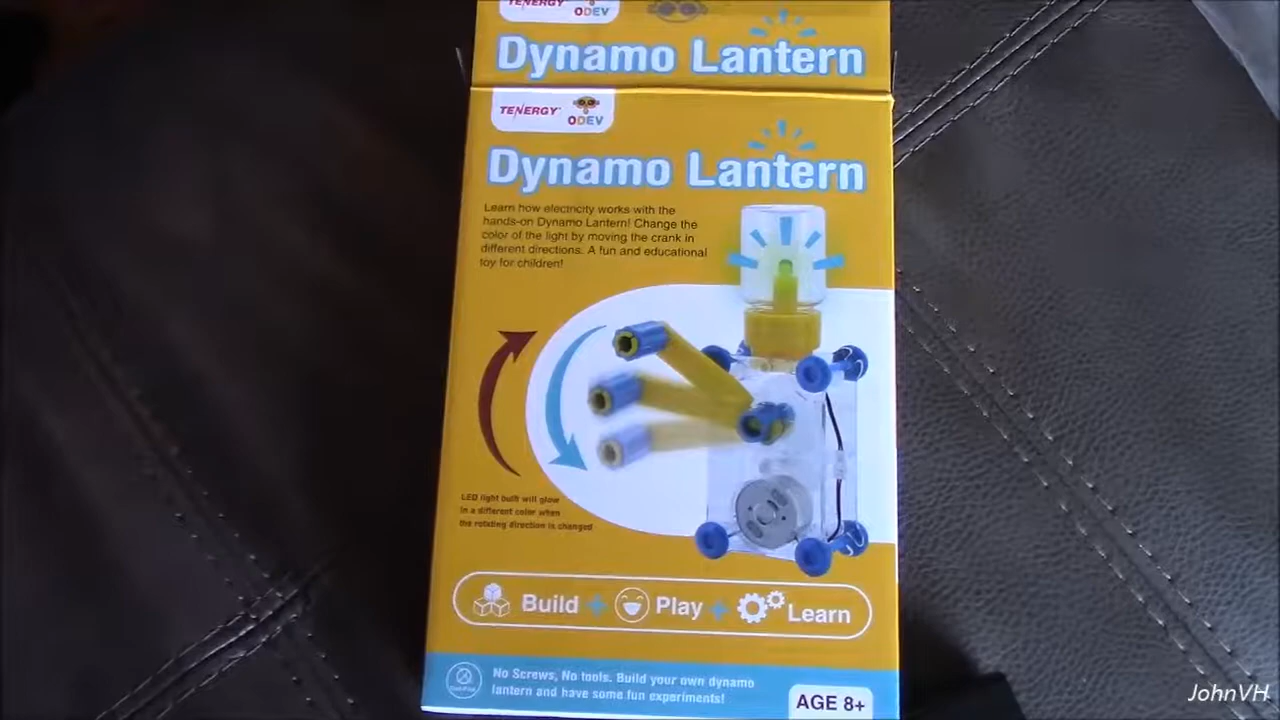 TENERGY
ODEV
Dynamo Lantern
TENERGY
ODEV
Dynamo Lantern
Learn how electricity works with the
hands-on Dynamo Lantern! Change the
color of the light by moving the crank in
different directions. A fun and educational
toy for children!
LED light built will glow
in a different color when
the rotating direction is changed
Build + Play + Learn
No Screws, No tools. Build your own dynamo
lantern and have some fun experiments!
AGE 8+
JohnVH